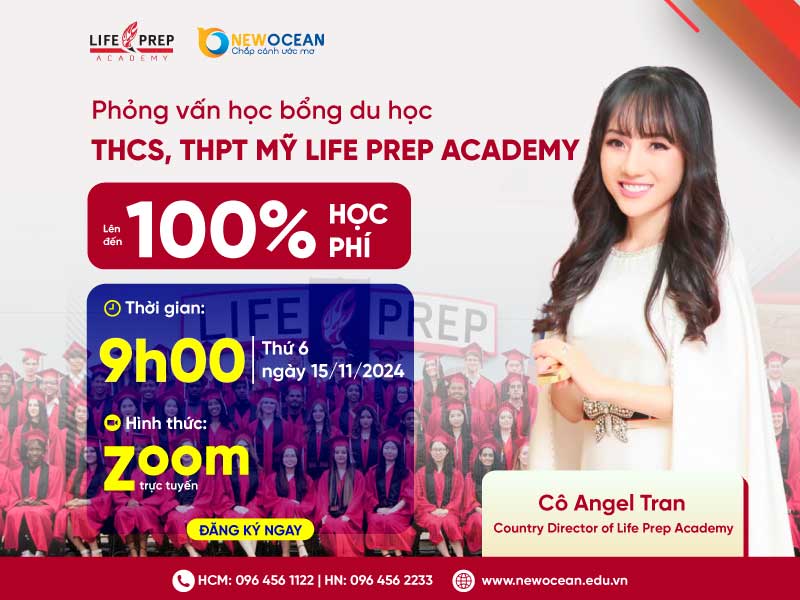 LIFE PREP
ACADEMY
NEWOCEAN
Chắp cánh ước mơ
Phỏng vấn học bổng du học
THCS, THPT MỸ LIFE PREP ACADEMY
Lên đến
100% HỌC PHÍ
Thời gian:
LIFE PREP
9h00
Thứ 6
ngày 15/11/2024
Hình thức:
zoom
trực tuyến
ĐĂNG KÝ NGAY
Cô Angel Tran
Country Director of Life Prep Academy
HCM: 096 456 1122 | HN: 096 456 2233
www.newocean.edu.vn